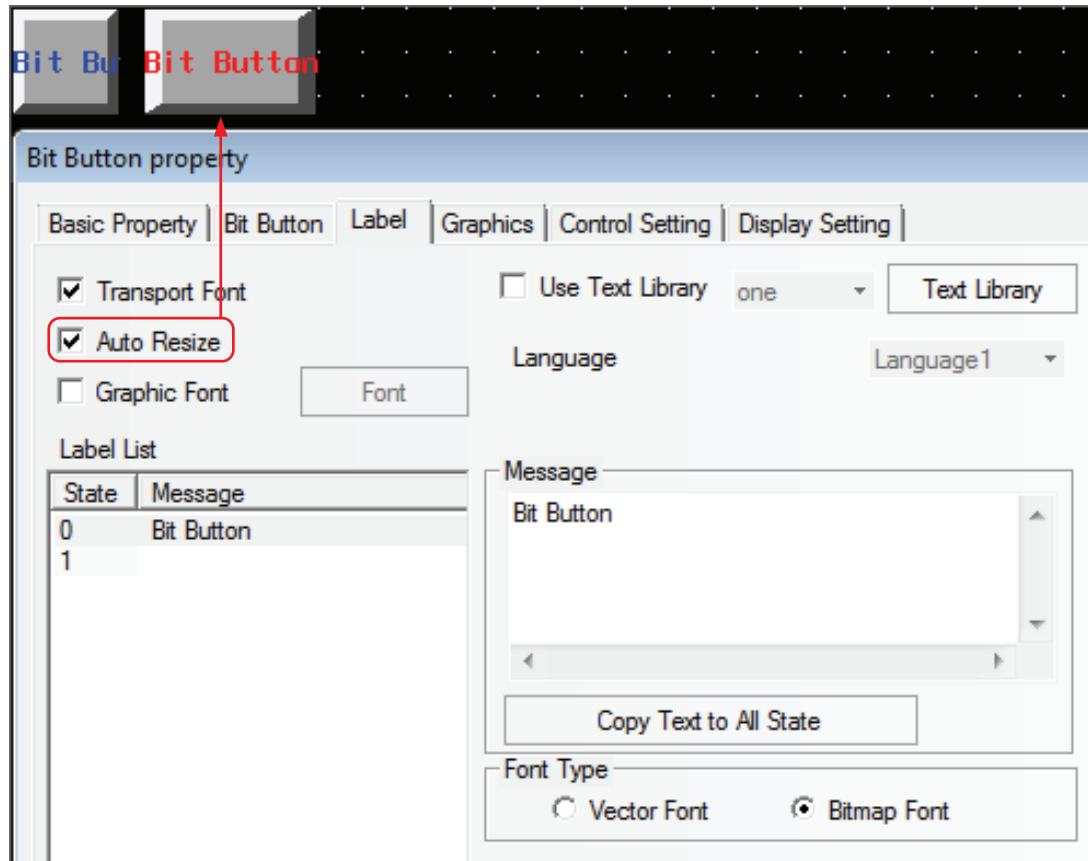 Bit Bu Bit Button
Bit Button property
Basic Property Bit Button Label Graphics Control Setting Display Setting
Transport Font Use Text Library one Text Library
Auto Resize
Language Language1
Graphic Font Font
Label List
State Message
0 Bit Button
1
Message
Bit Button
Copy Text to All State
Font Type
Vector Font Bitmap Font